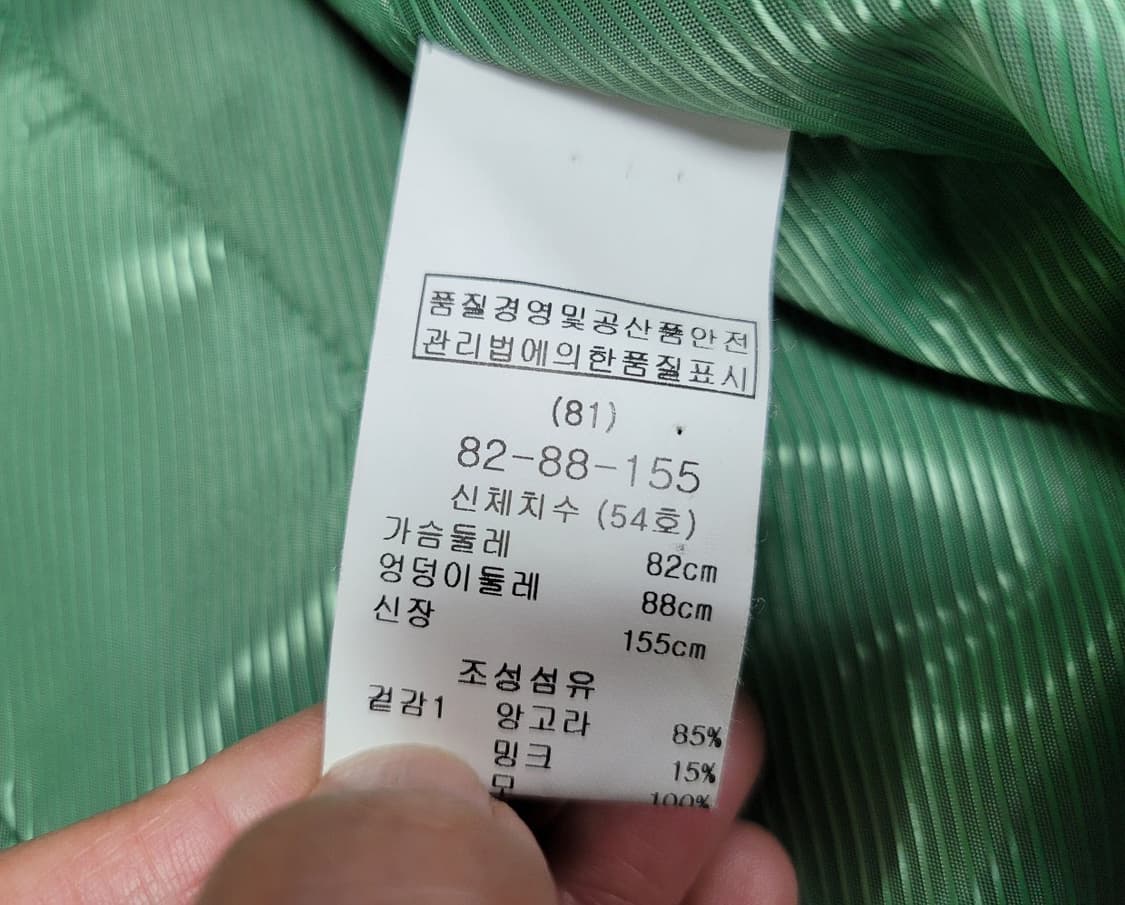 품질경영및공산품안전
관리법에의한품질표시
(81)
82-88-155
신체치수 (54호)
가슴둘레 82cm
엉덩이둘레 88cm
신장 155cm
조성섬유
겉감1 앙고라 85%
밍크 15%
모 100%